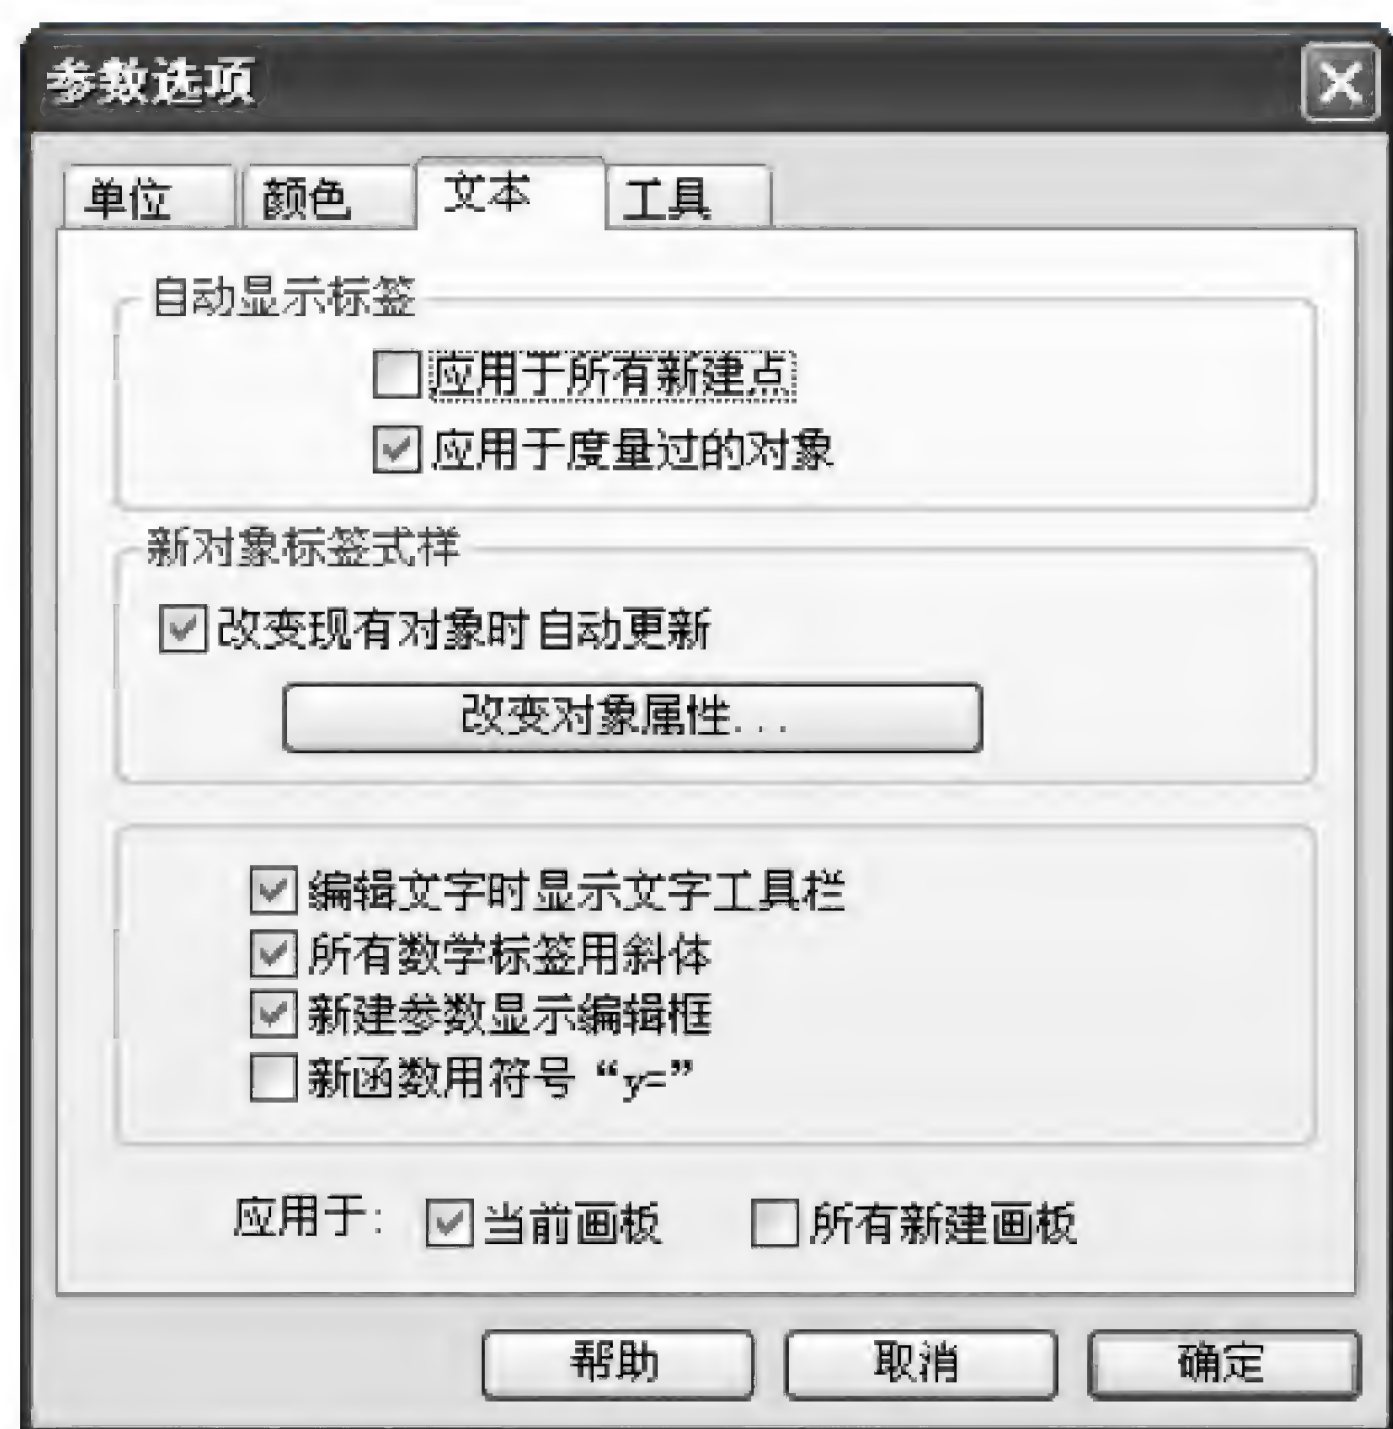 参数选项
单位 颜色 文本 工具
自动显示标签
应用于所有新建点
应用于度量过的对象
新对象标签式样
改变现有对象时自动更新
改变对象属性...
编辑文字时显示文字工具栏
所有数学标签用斜体
新建参数显示编辑框
新函数用符号“y=”
应用于: 当前画板 所有新建画板
帮助 取消 确定